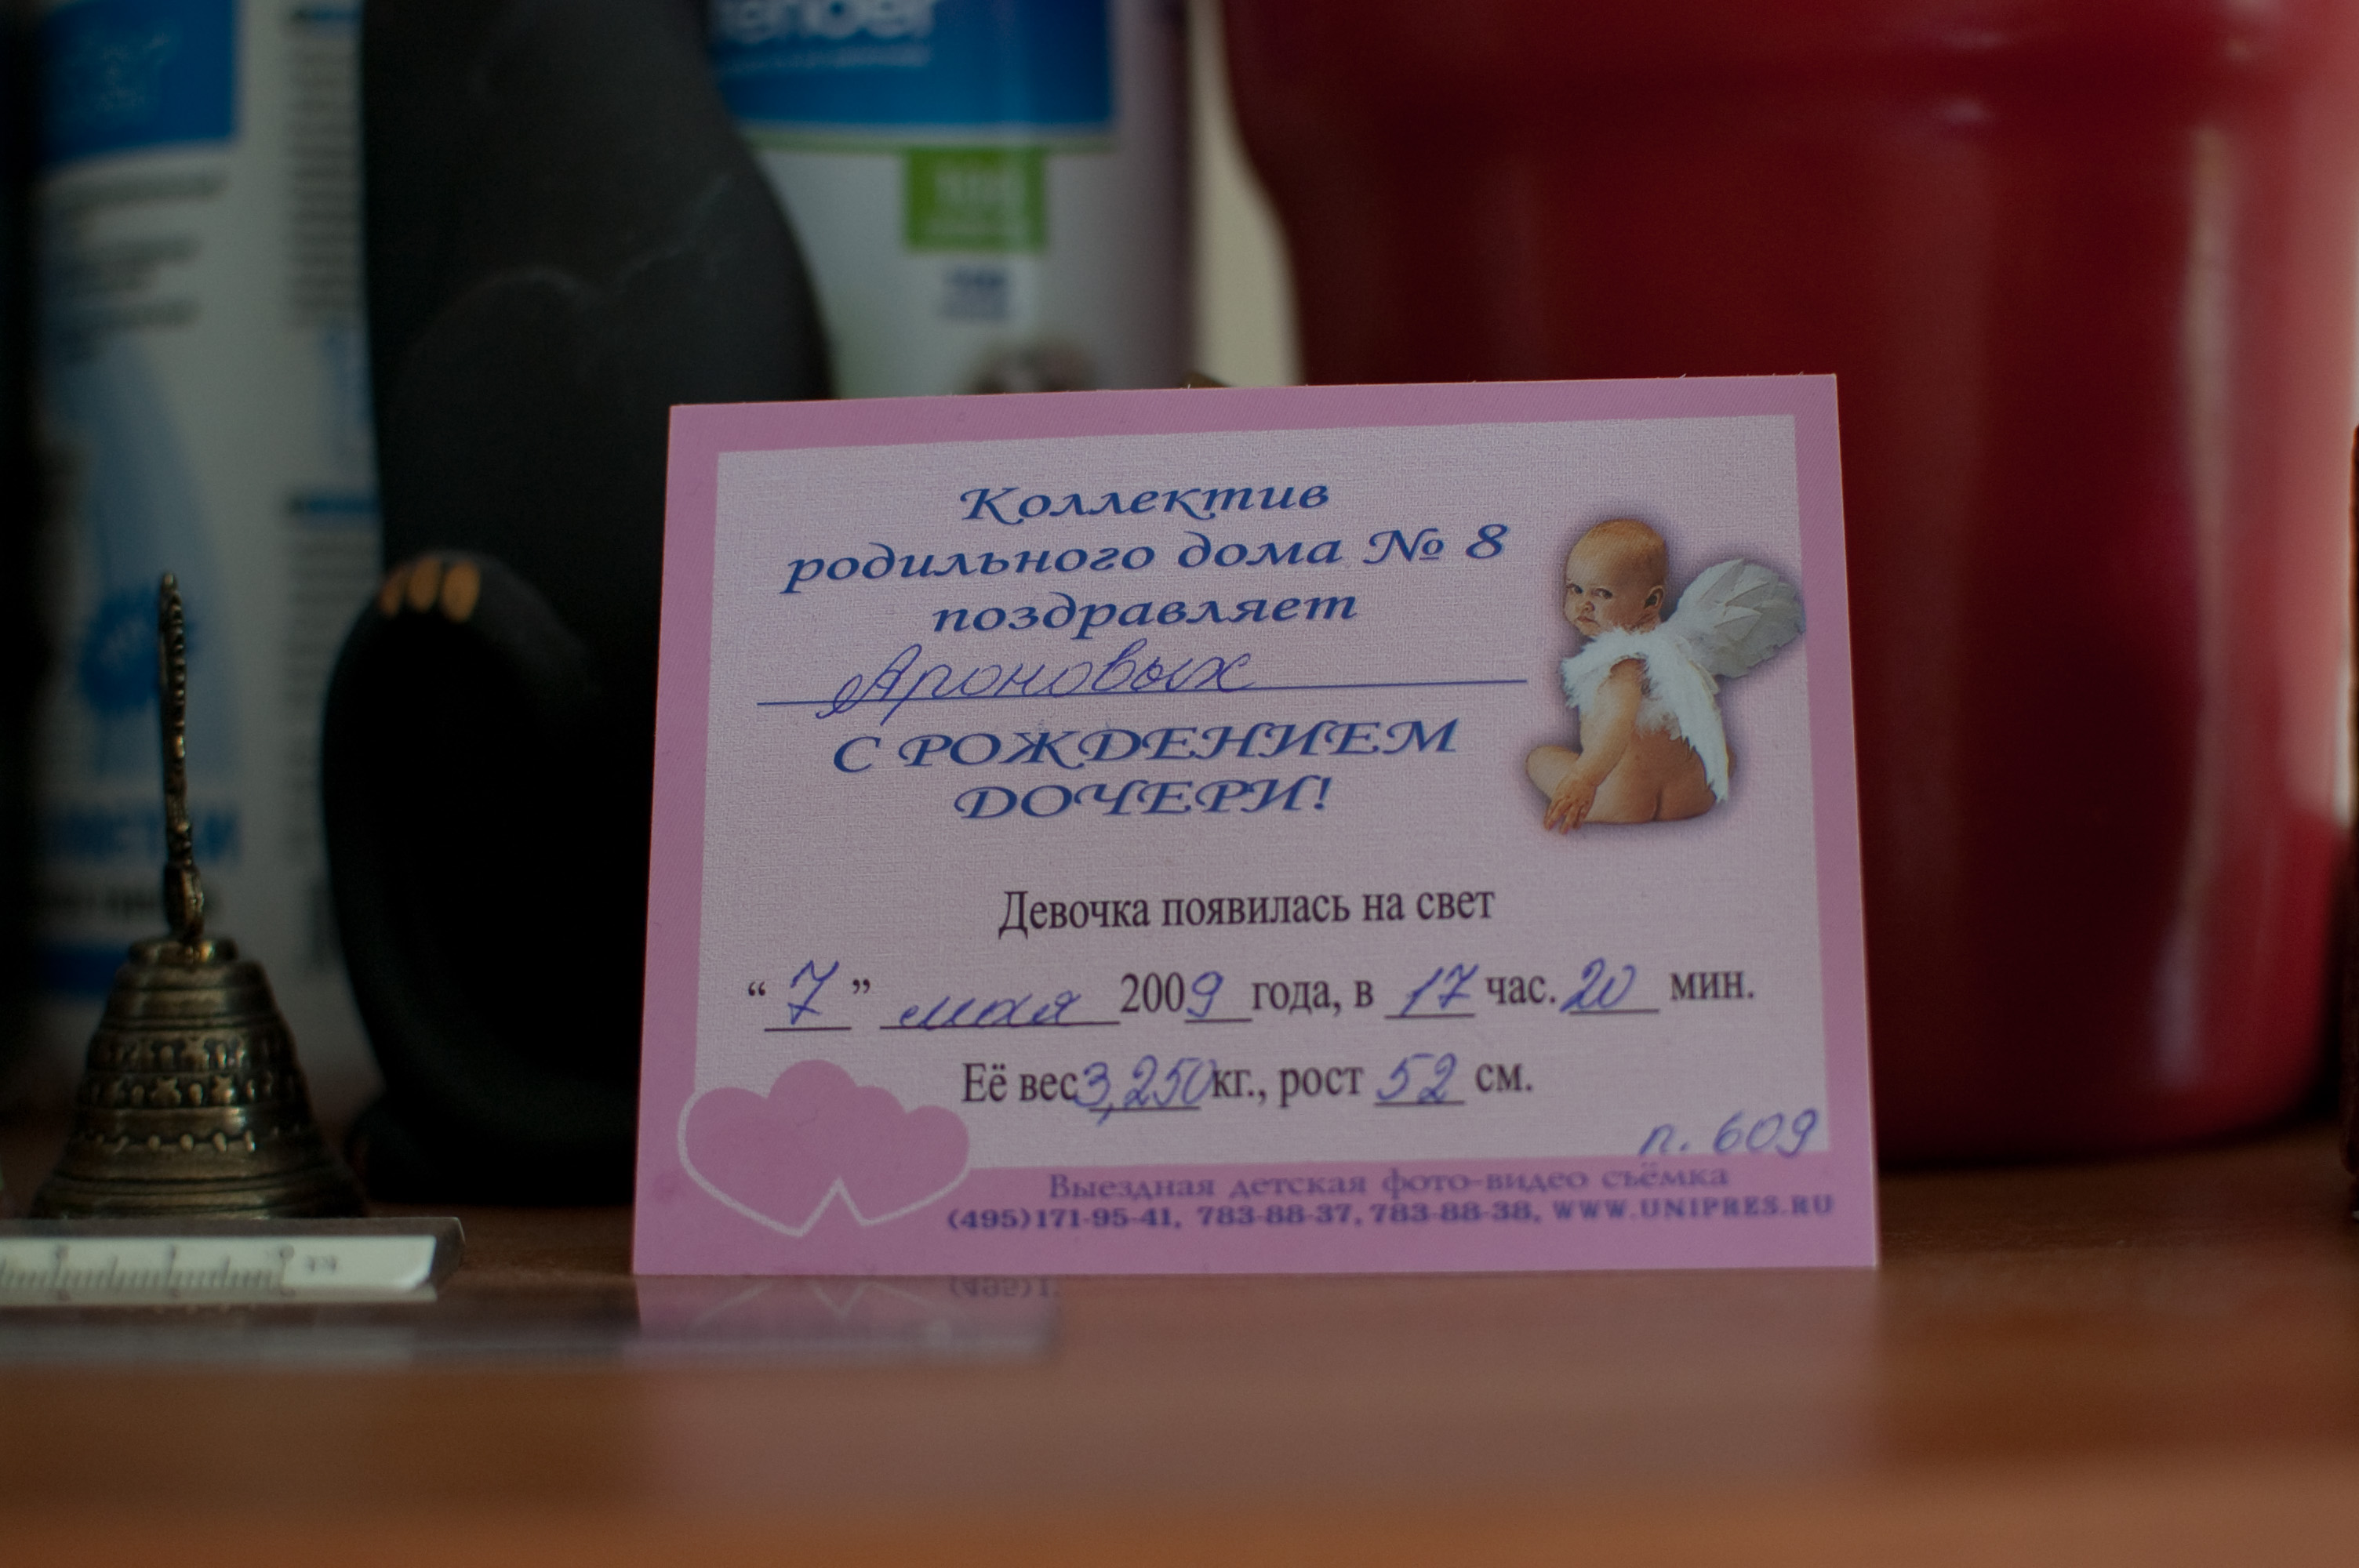 Коллектив
родильного дома № 8
поздравляет
Ароновых
С РОЖДЕНИЕМ
ДОЧЕРИ!
Девочка появилась на свет
“ 7 ” мая 2009 года, в 17 час. 20 мин.
Её вес 3,250 кг., рост 52 см.
п. 609
Выездная детская фото-видео съёмка
(495)171-95-41, 783-88-37, 783-88-38, WWW.UNIPRES.RU